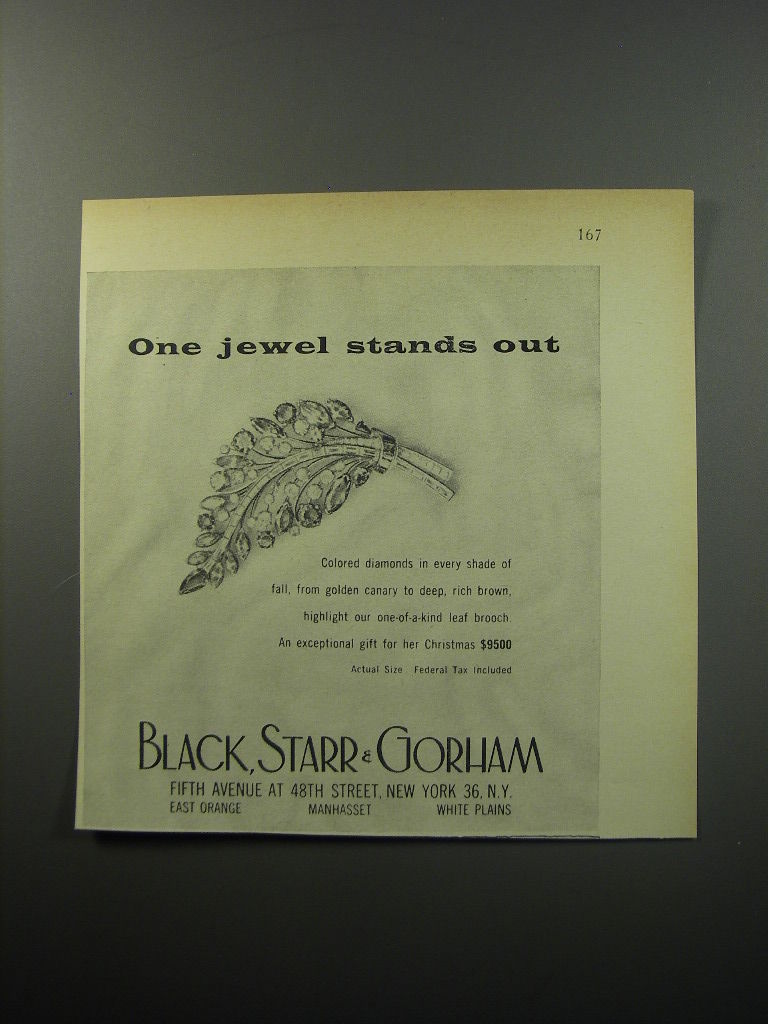 167
One jewel stands out
Colored diamonds in every shade of
fall, from golden canary to deep, rich brown,
highlight our one-of-a-kind leaf brooch.
An exceptional gift for her Christmas $9500
Actual Size Federal Tax Included
BLACK, STARR & GORHAM
FIFTH AVENUE AT 48TH STREET, NEW YORK 36, N.Y.
EAST ORANGE MANHASSET WHITE PLAINS